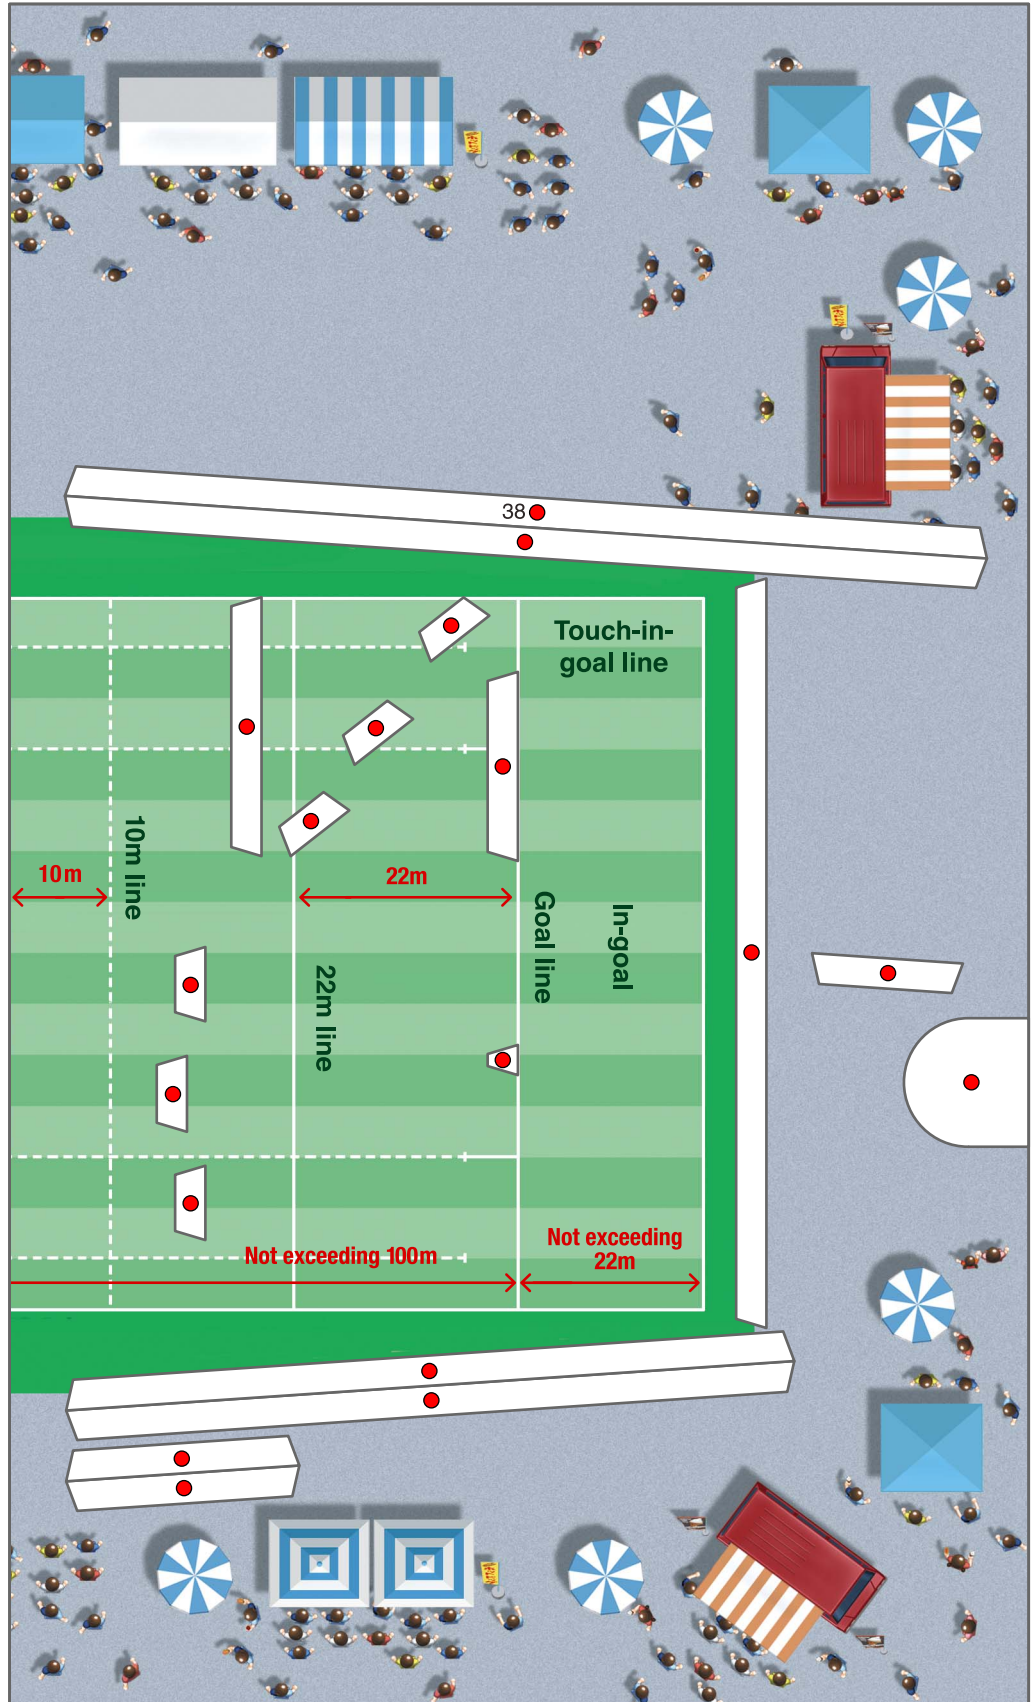 38
Touch-in-
goal line
10m line
10m
22m
Goal line
In-goal
22m line
Not exceeding 100m
Not exceeding
22m